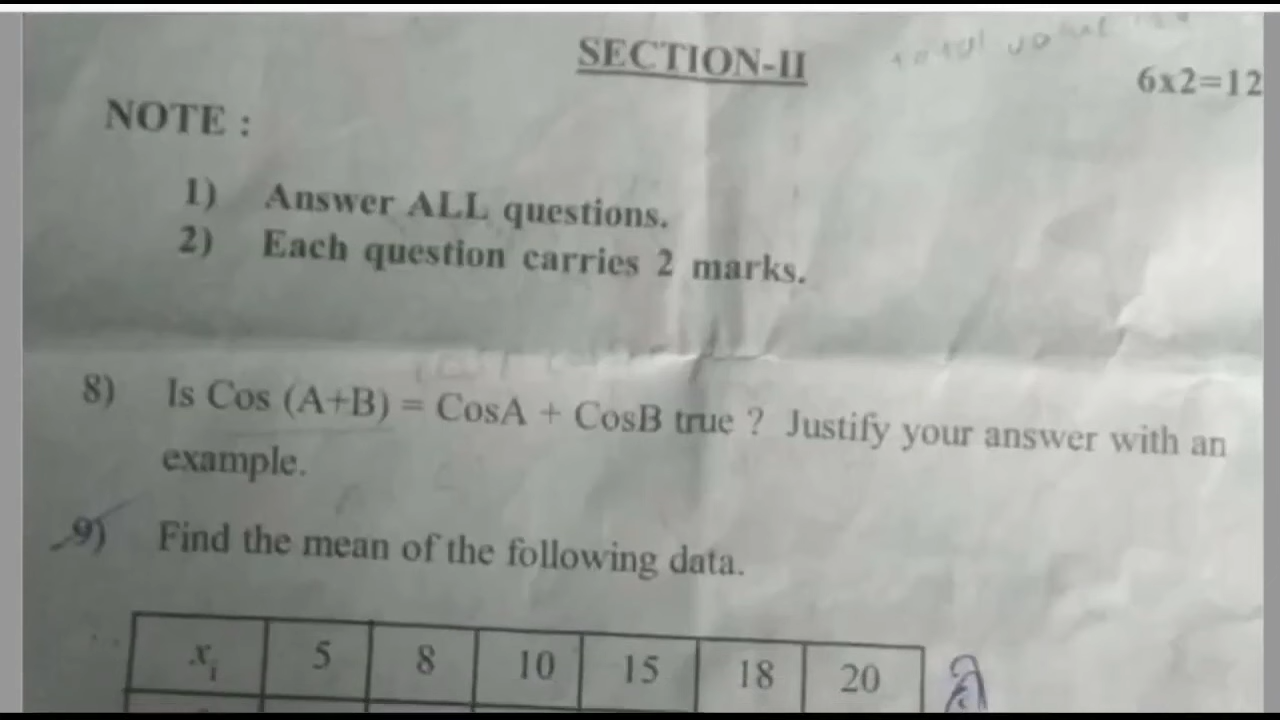 SECTION-II
6x2=12
NOTE :
1) Answer ALL questions.
2) Each question carries 2 marks.
8) Is Cos (A+B) = CosA + CosB true ? Justify your answer with an
example.
9) Find the mean of the following data.
xi 5 8 10 15 18 20